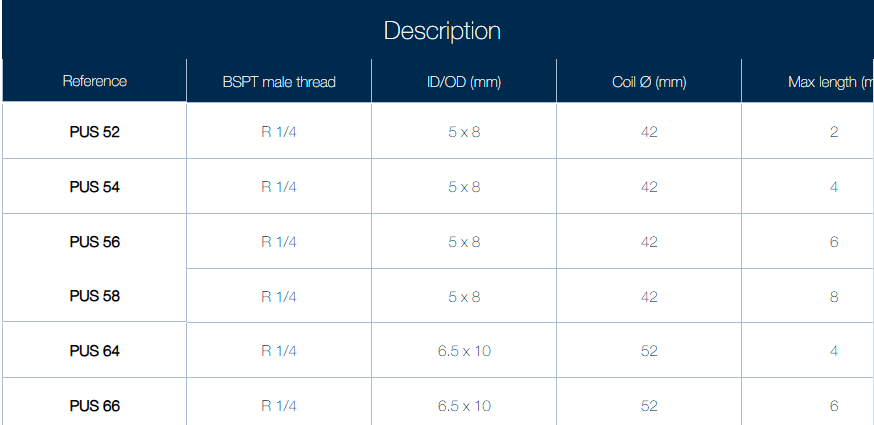 Description
Reference BSPT male thread ID/OD (mm) Coil Ø (mm) Max length (m
PUS 52 R 1/4 5 x 8 42 2
PUS 54 R 1/4 5 x 8 42 4
PUS 56 R 1/4 5 x 8 42 6
PUS 58 R 1/4 5 x 8 42 8
PUS 64 R 1/4 6.5 x 10 52 4
PUS 66 R 1/4 6.5 x 10 52 6